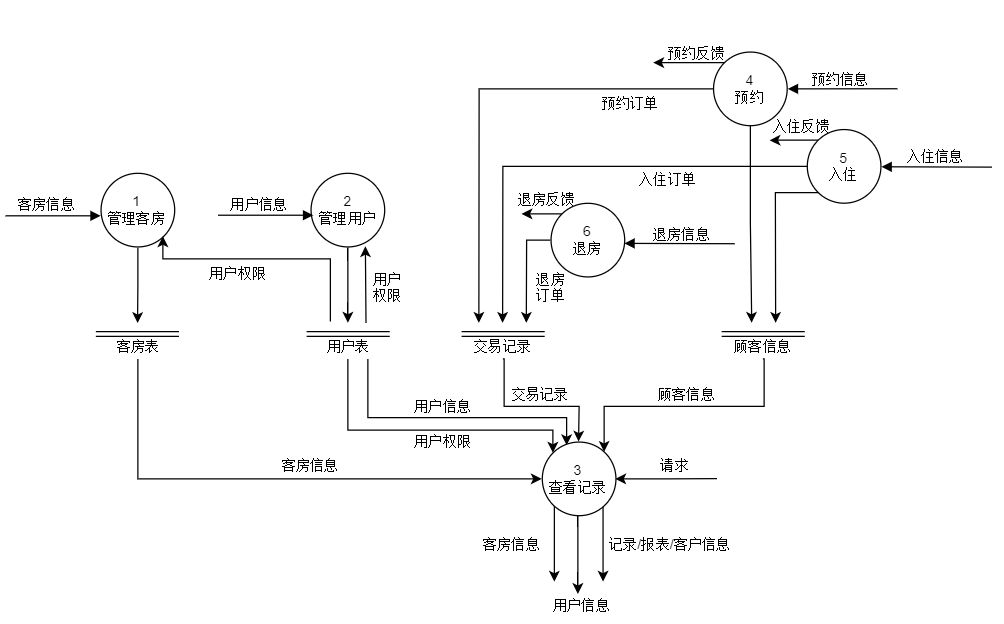 预约反馈
4
预约
预约信息
预约订单
入住反馈
5
入住
入住信息
入住订单
客房信息
1
管理客房
用户信息
2
管理用户
退房反馈
6
退房
退房信息
用户权限
用户
权限
退房
订单
客房表
用户表
交易记录
顾客信息
交易记录
顾客信息
用户信息
用户权限
客房信息
3
查看记录
请求
客房信息
记录/报表/客户信息
用户信息